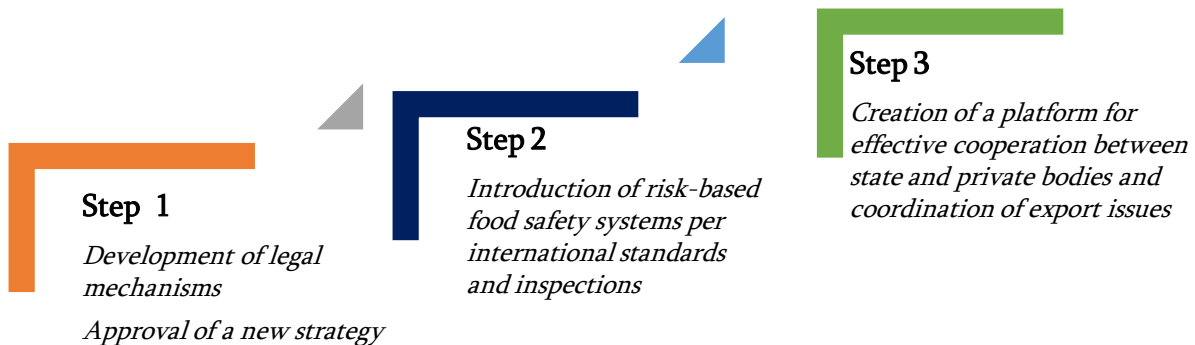 Step 1
Development of legal
mechanisms
Approval of a new strategy
Step 2
Introduction of risk-based
food safety systems per
international standards
and inspections
Step 3
Creation of a platform for
effective cooperation between
state and private bodies and
coordination of export issues